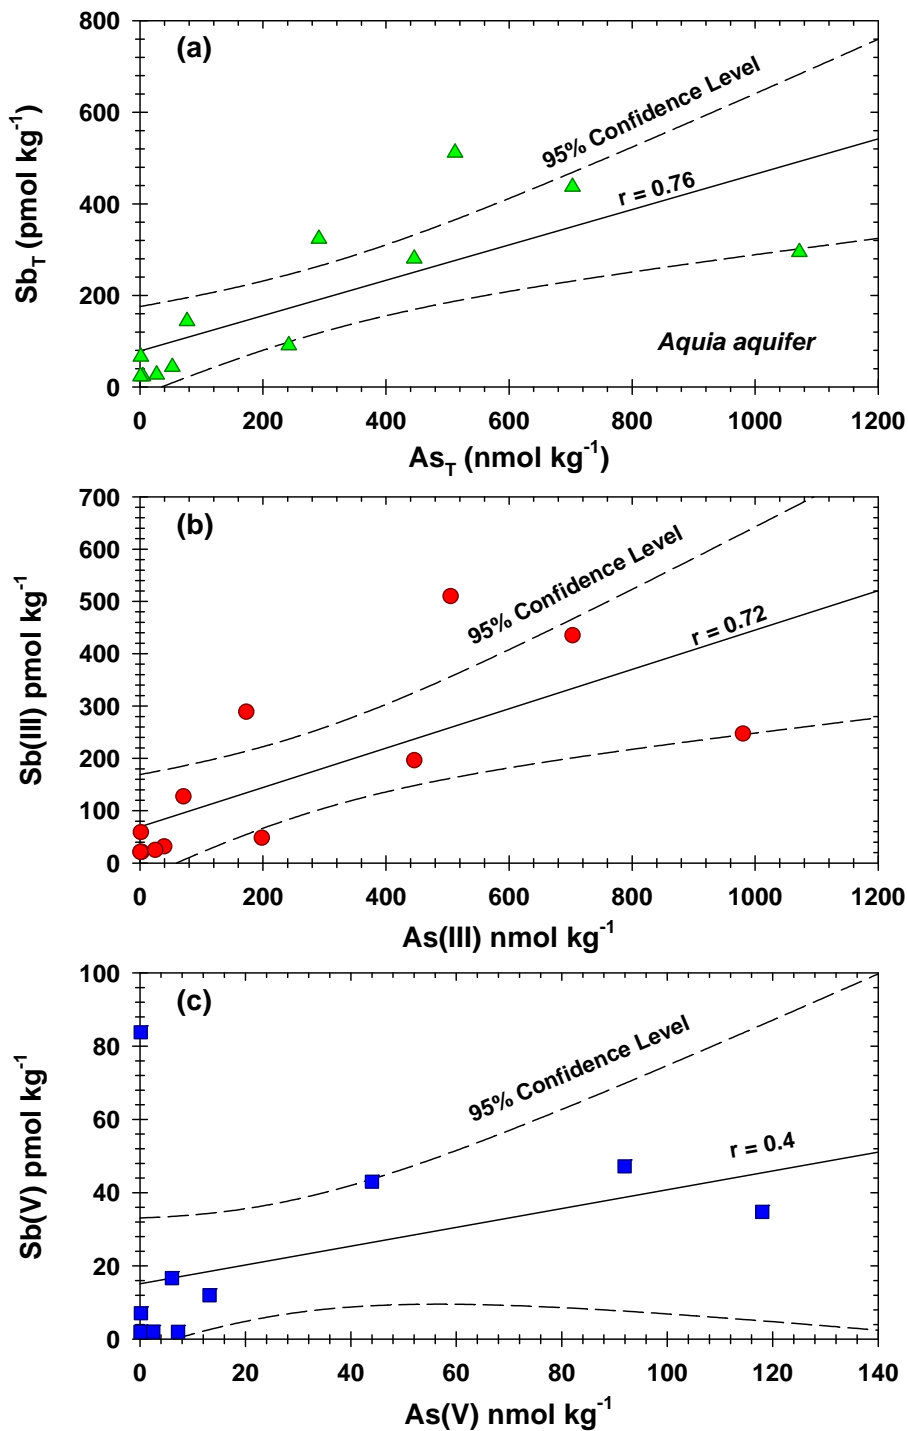 (a)
800
600
400
200
0
Sb_T (pmol kg^-1)
95% Confidence Level
r = 0.76
Aquia aquifer
0 200 400 600 800 1000 1200
As_T (nmol kg^-1)
(b)
700
600
500
400
300
200
100
0
Sb(III) pmol kg^-1
95% Confidence Level
r = 0.72
0 200 400 600 800 1000 1200
As(III) nmol kg^-1
(c)
100
80
60
40
20
0
Sb(V) pmol kg^-1
95% Confidence Level
r = 0.4
0 20 40 60 80 100 120 140
As(V) nmol kg^-1